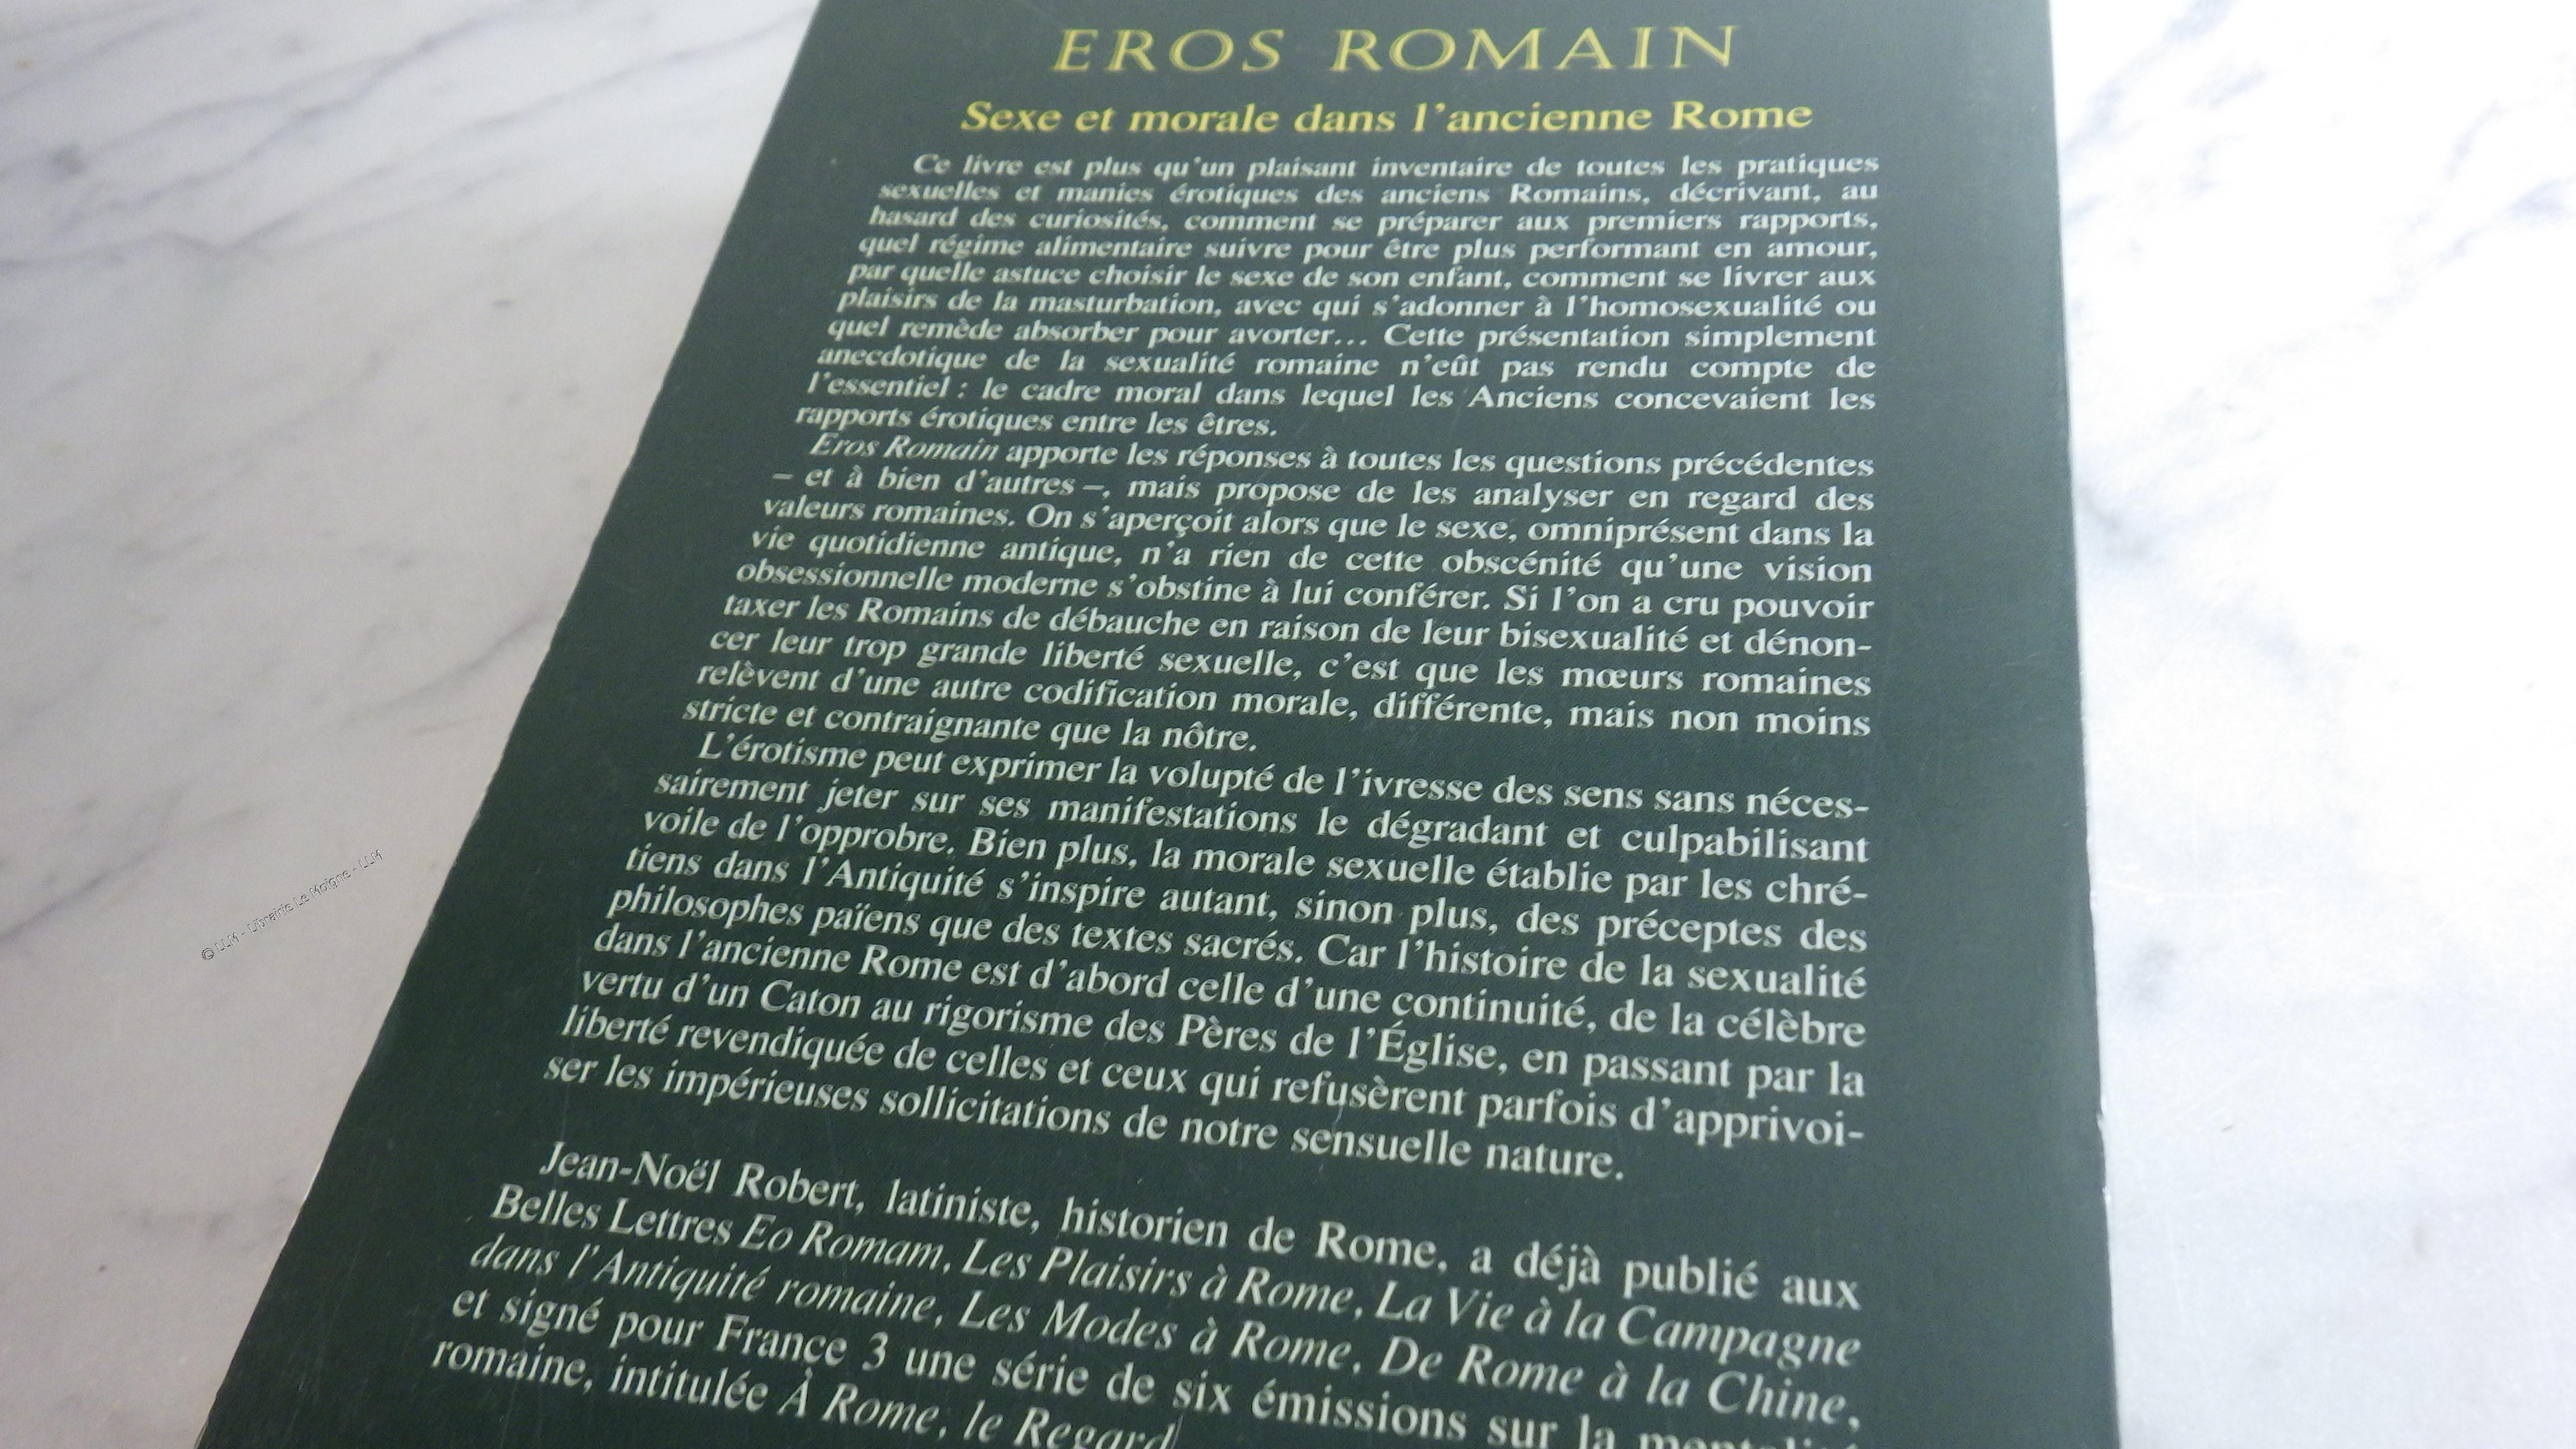 EROS ROMAIN
Sexe et morale dans l'ancienne Rome
Ce livre est plus qu'un plaisant inventaire de toutes les pratiques
sexuelles et manies érotiques des anciens Romains, décrivant, au
hasard des curiosités, comment se préparer aux premiers rapports,
quel régime alimentaire suivre pour être plus performant en amour,
par quelle astuce choisir le sexe de son enfant, comment se livrer aux
plaisirs de la masturbation, avec qui s'adonner à l'homosexualité ou
quel remède absorber pour avorter... Cette présentation simplement
anecdotique de la sexualité romaine n'eût pas rendu compte de
l'essentiel : le cadre moral dans lequel les Anciens concevaient les
rapports érotiques entre les êtres.
Eros Romain apporte les réponses à toutes les questions précédentes
– et à bien d'autres –, mais propose de les analyser en regard des
valeurs romaines. On s'aperçoit alors que le sexe, omniprésent dans la
vie quotidienne antique, n'a rien de cette obscénité qu'une vision
obsessionnelle moderne s'obstine à lui conférer. Si l'on a cru pouvoir
taxer les Romains de débauche en raison de leur bisexualité et dénon-
cer leur trop grande liberté sexuelle, c'est que les mœurs romaines
relèvent d'une autre codification morale, différente, mais non moins
stricte et contraignante que la nôtre.
L'érotisme peut exprimer la volupté de l'ivresse des sens sans néces-
sairement jeter sur ses manifestations le dégradant et culpabilisant
voile de l'opprobre. Bien plus, la morale sexuelle établie par les chré-
tiens dans l'Antiquité s'inspire autant, sinon plus, des préceptes des
philosophes païens que des textes sacrés. Car l'histoire de la sexualité
dans l'ancienne Rome est d'abord celle d'une continuité, de la célèbre
vertu d'un Caton au rigorisme des Pères de l'Église, en passant par la
liberté revendiquée de celles et ceux qui refusèrent parfois d'apprivoi-
ser les impérieuses sollicitations de notre sensuelle nature.
Jean-Noël Robert, latiniste, historien de Rome, a déjà publié aux
Belles Lettres Eo Romam, Les Plaisirs à Rome, La Vie à la Campagne
dans l'Antiquité romaine, Les Modes à Rome, De Rome à la Chine,
et signé pour France 3 une série de six émissions sur la mentalité
romaine, intitulée À Rome, le Regard
© LLM - Librairie Le Moigne - LLM